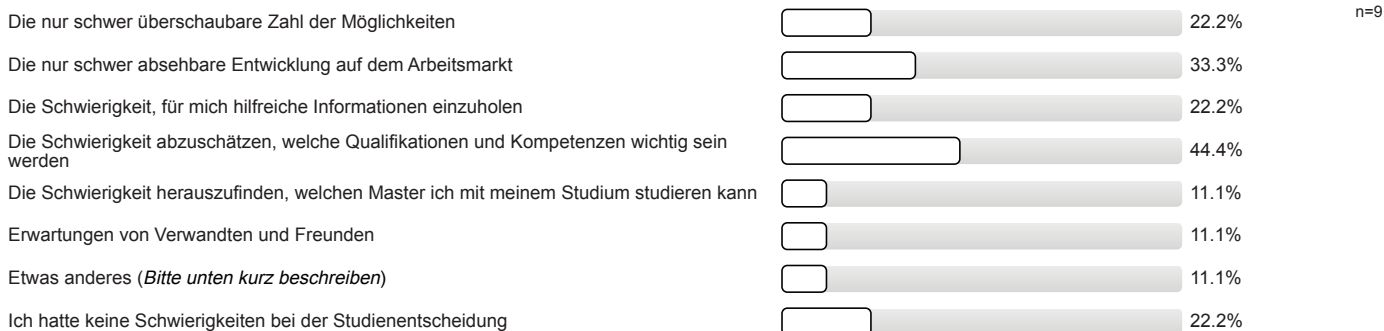 Die nur schwer überschaubare Zahl der Möglichkeiten 22.2% n=9
Die nur schwer absehbare Entwicklung auf dem Arbeitsmarkt 33.3%
Die Schwierigkeit, für mich hilfreiche Informationen einzuholen 22.2%
Die Schwierigkeit abzuschätzen, welche Qualifikationen und Kompetenzen wichtig sein
werden 44.4%
Die Schwierigkeit herauszufinden, welchen Master ich mit meinem Studium studieren kann 11.1%
Erwartungen von Verwandten und Freunden 11.1%
Etwas anderes (Bitte unten kurz beschreiben) 11.1%
Ich hatte keine Schwierigkeiten bei der Studienentscheidung 22.2%